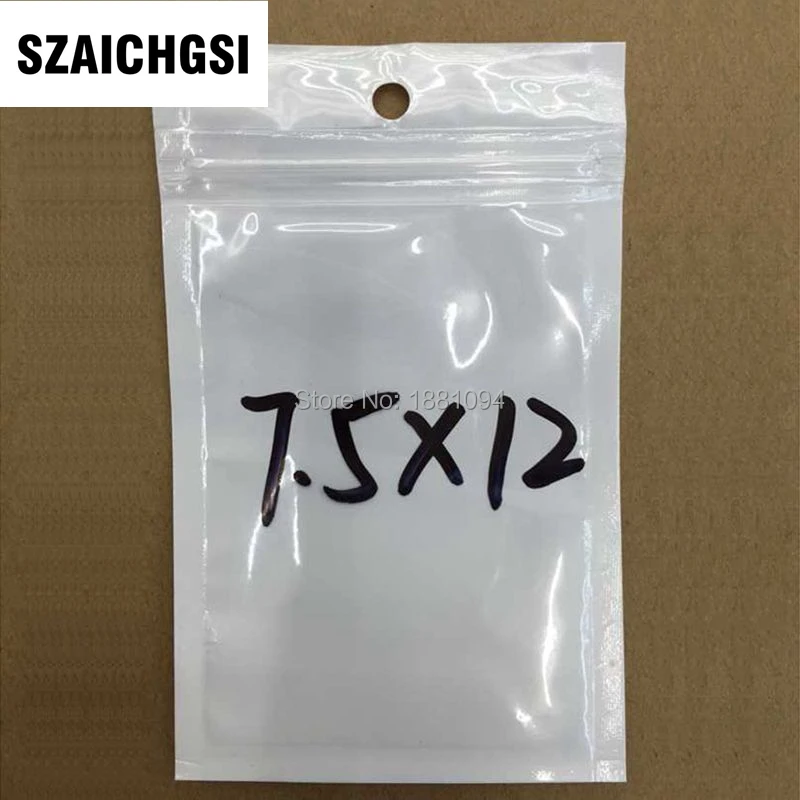 SZAICHGSI
Store No: 1881094
7.5X12